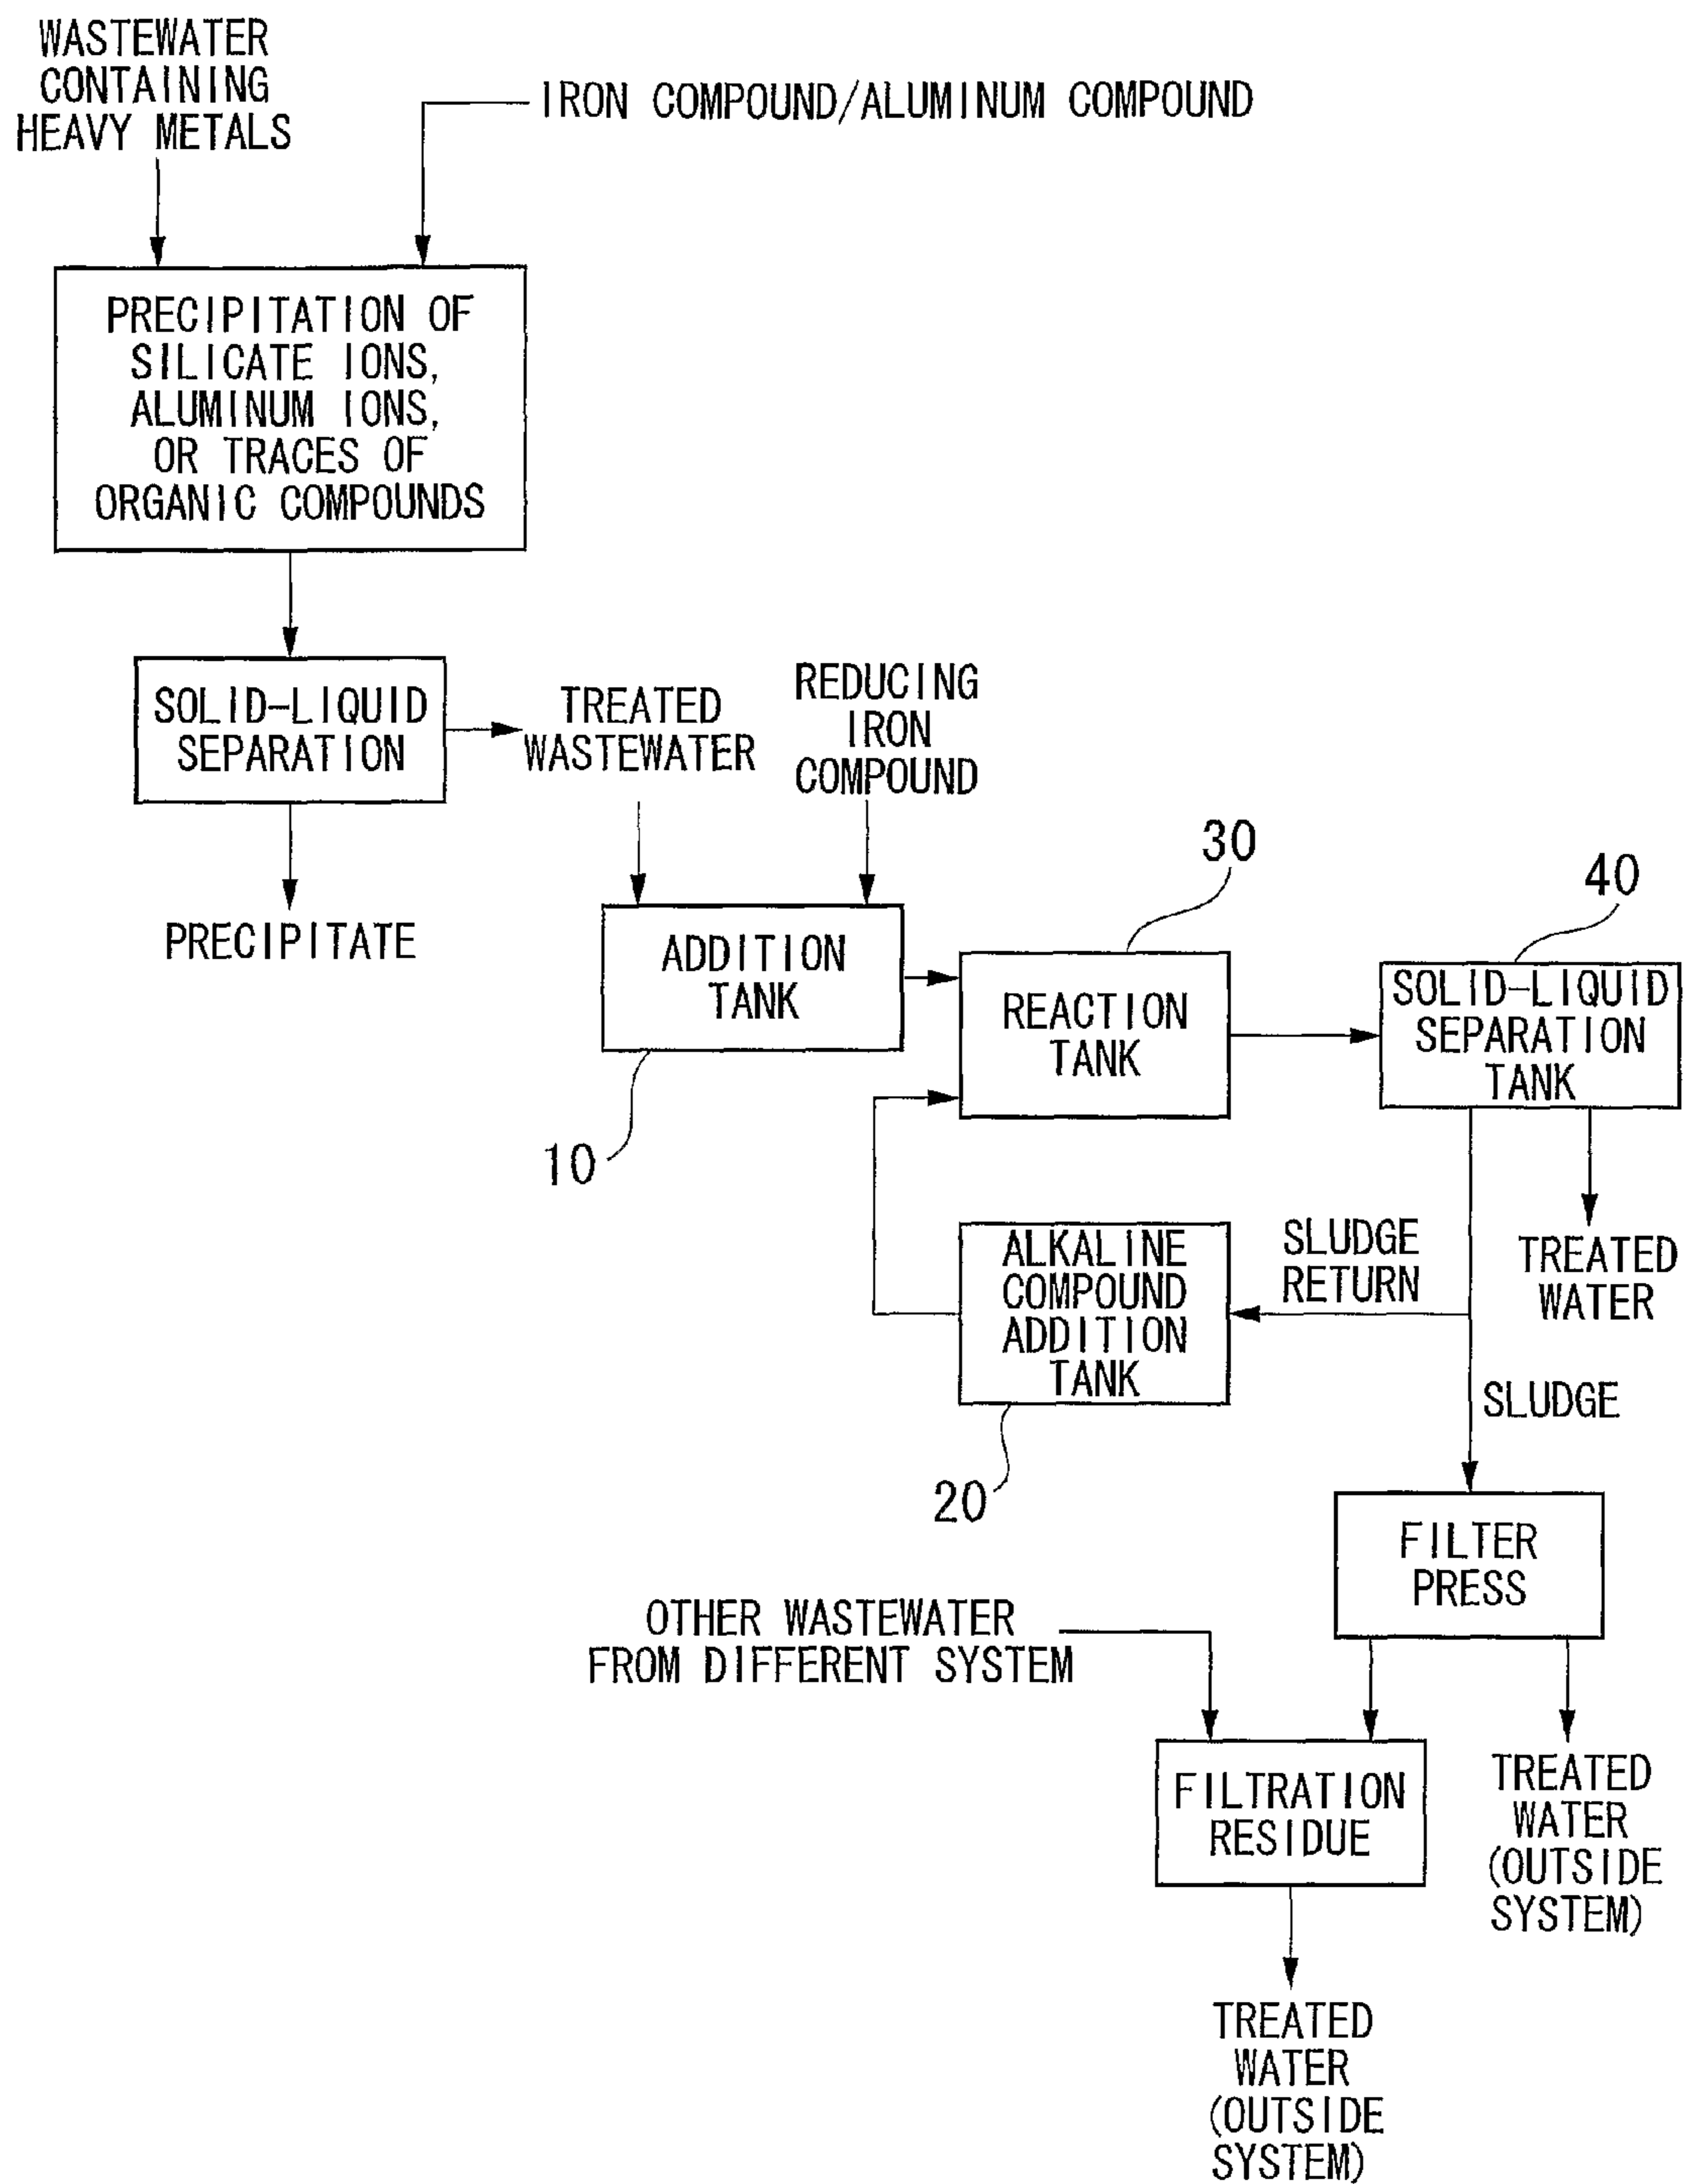 WASTEWATER
CONTAINING
HEAVY METALS
IRON COMPOUND/ALUMINUM COMPOUND
PRECIPITATION OF
SILICATE IONS,
ALUMINUM IONS,
OR TRACES OF
ORGANIC COMPOUNDS
SOLID-LIQUID
SEPARATION
TREATED
WASTEWATER
REDUCING
IRON
COMPOUND
PRECIPITATE
ADDITION
TANK
10
30
REACTION
TANK
40
SOLID-LIQUID
SEPARATION
TANK
ALKALINE
COMPOUND
ADDITION
TANK
20
SLUDGE
RETURN
TREATED
WATER
SLUDGE
FILTER
PRESS
OTHER WASTEWATER
FROM DIFFERENT SYSTEM
FILTRATION
RESIDUE
TREATED
WATER
(OUTSIDE
SYSTEM)
TREATED
WATER
(OUTSIDE
SYSTEM)